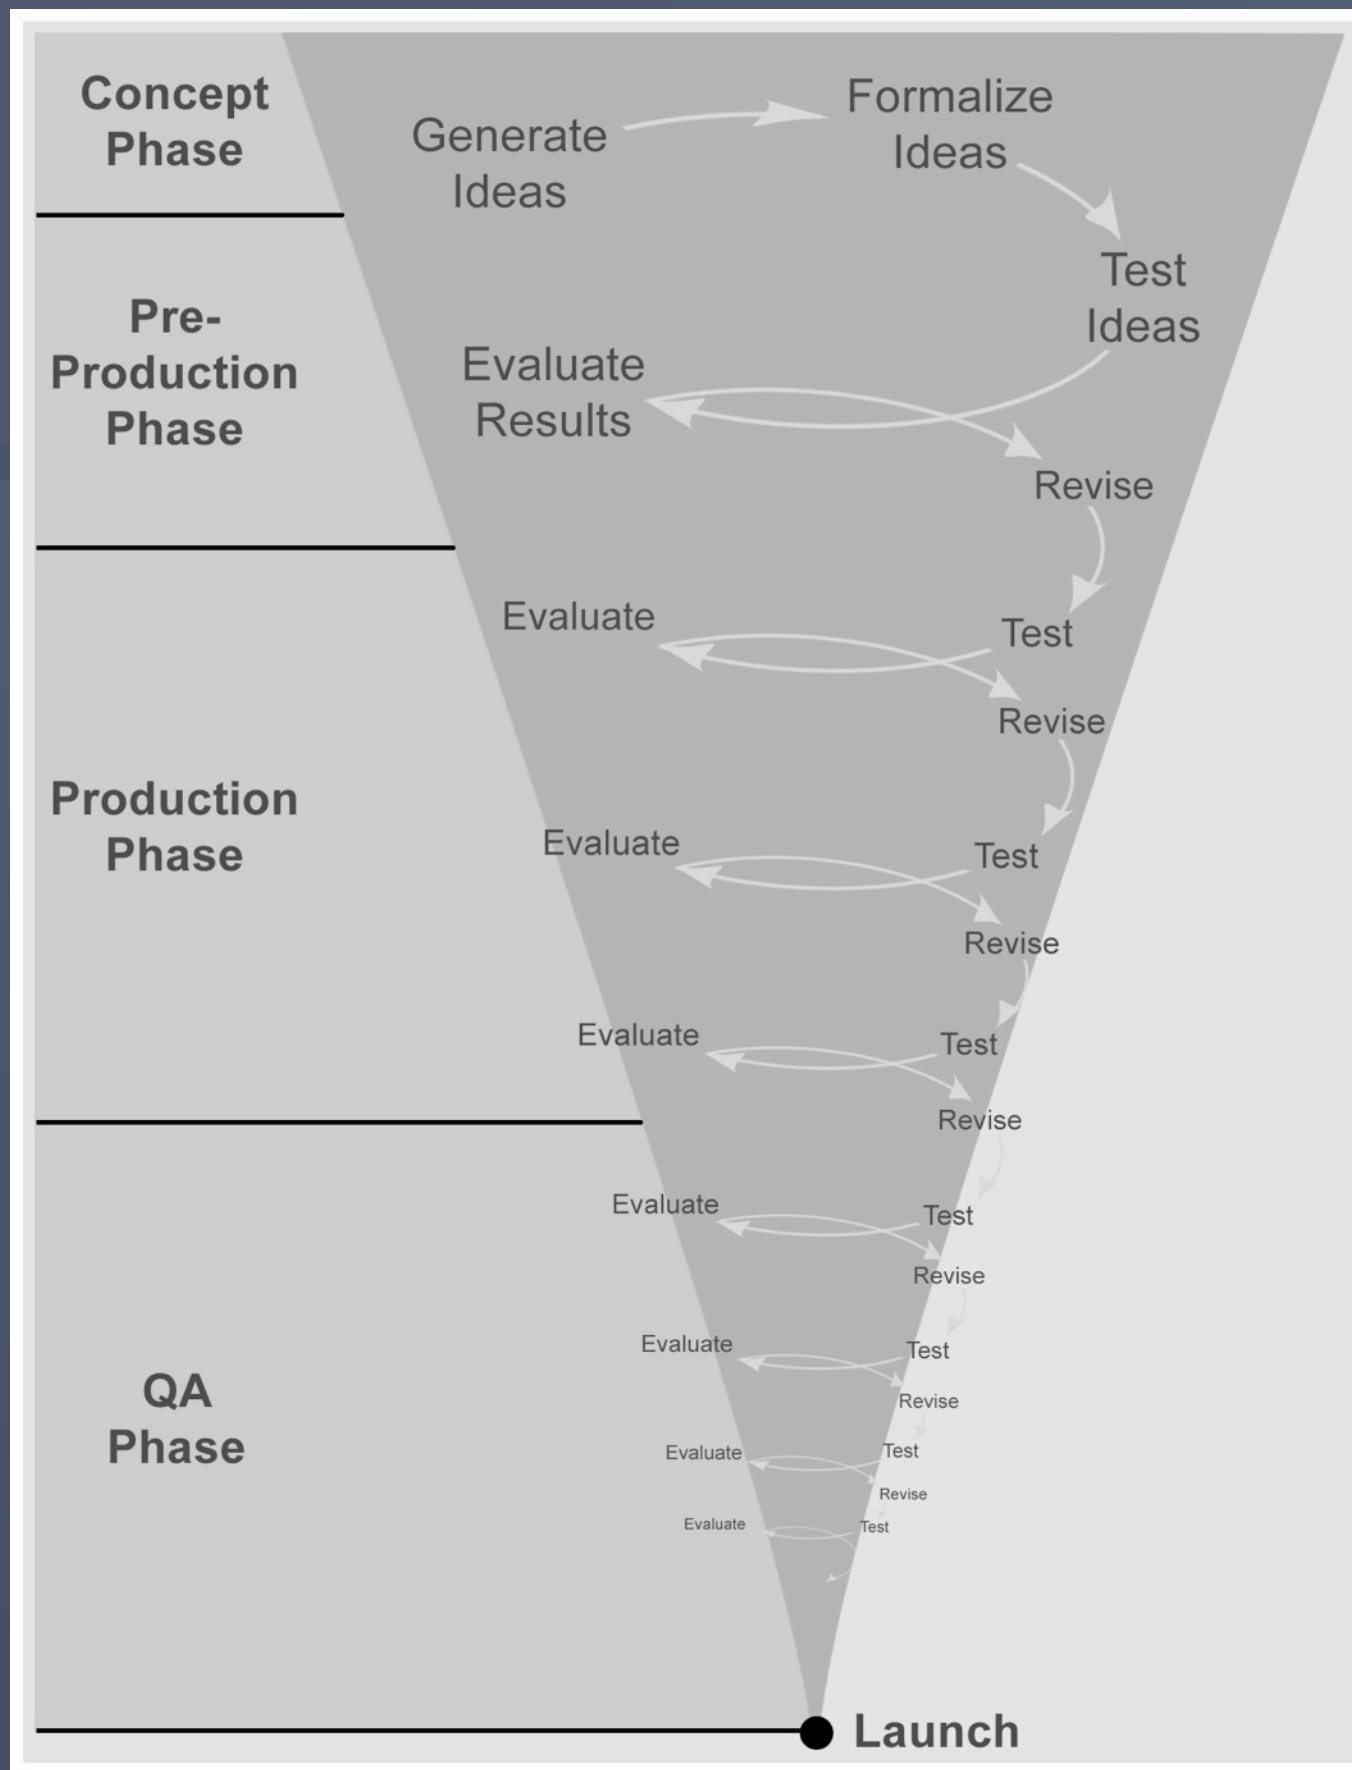 Concept
Phase
Generate
Ideas
Formalize
Ideas
Pre-
Production
Phase
Test
Ideas
Evaluate
Results
Revise
Production
Phase
Evaluate
Test
Revise
Evaluate
Test
Revise
Evaluate
Test
Revise
QA
Phase
Evaluate
Test
Revise
Evaluate
Test
Revise
Evaluate
Test
Revise
Evaluate
Test
Launch